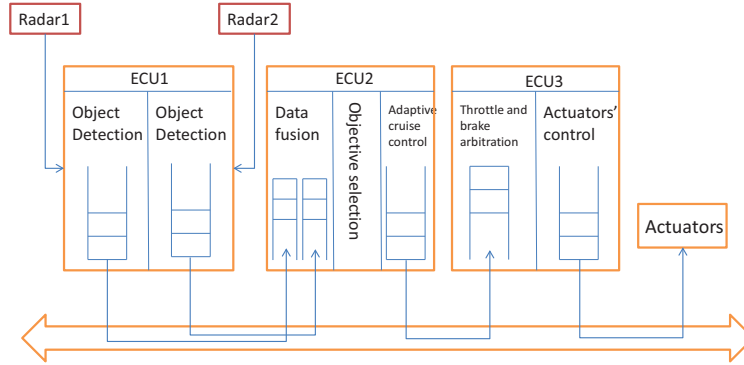 Radar1
Radar2
ECU1
ECU2
ECU3
Object
Detection
Object
Detection
Data
fusion
Objective selection
Adaptive
cruise
control
Throttle and
brake
arbitration
Actuators'
control
Actuators